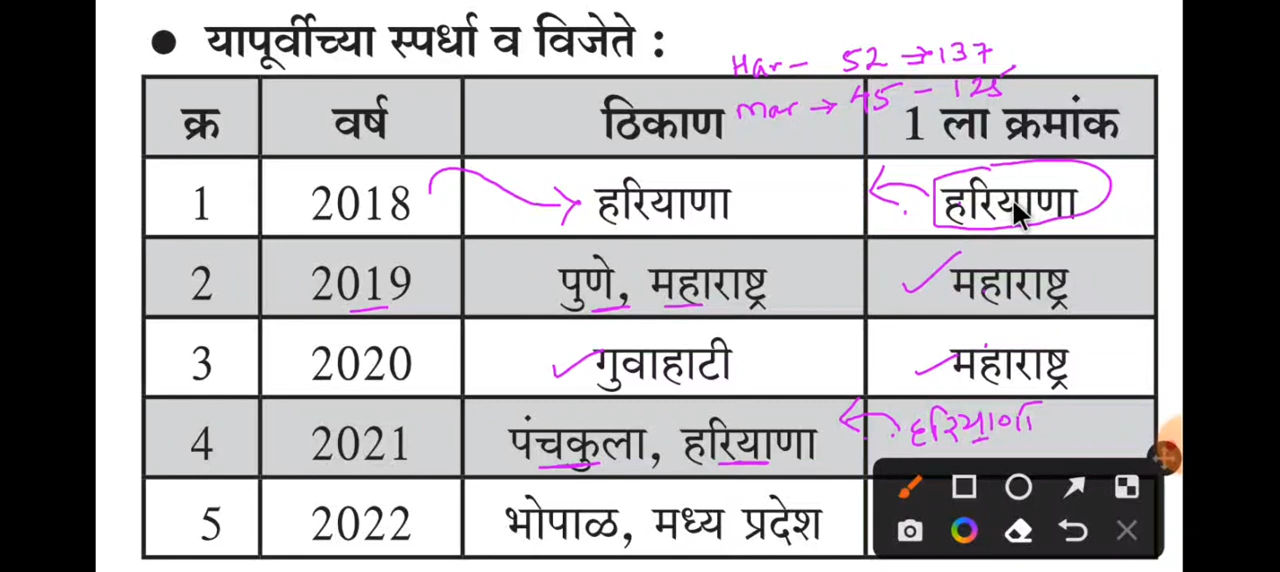 ● यापूर्वीच्या स्पर्धा व विजेते :
Har - 52 ⇒ 137
mar → 45 - 125
क्र वर्ष ठिकाण 1 ला क्रमांक
1 2018 हरियाणा हरियाणा
2 2019 पुणे, महाराष्ट्र महाराष्ट्र
3 2020 गुवाहाटी महाराष्ट्र
4 2021 पंचकुला, हरियाणा हरियाणा
5 2022 भोपाळ, मध्य प्रदेश